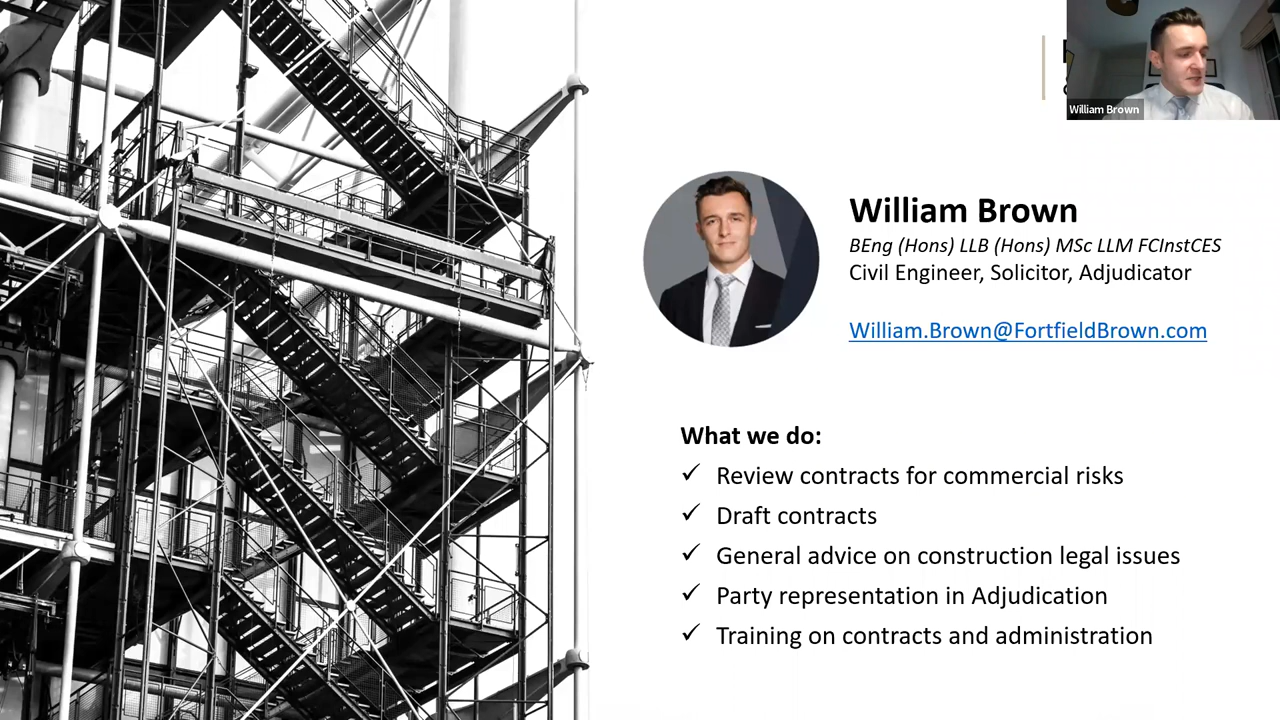 William Brown
William Brown
BEng (Hons) LLB (Hons) MSc LLM FCInstCES
Civil Engineer, Solicitor, Adjudicator
William.Brown@FortfieldBrown.com
What we do:
✓ Review contracts for commercial risks
✓ Draft contracts
✓ General advice on construction legal issues
✓ Party representation in Adjudication
✓ Training on contracts and administration